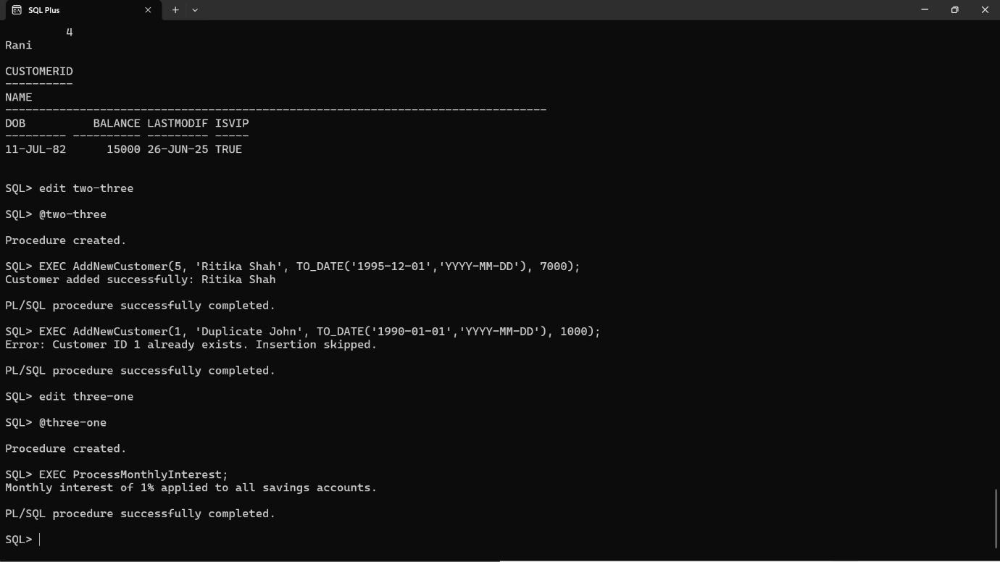 SQL Plus
4
Rani
CUSTOMERID
----------
NAME
--------------------------------------------------------------------------------
DOB          BALANCE LASTMODIF ISVIP
--------- ---------- --------- -----
11-JUL-82      15000 26-JUN-25 TRUE
SQL> edit two-three
SQL> @two-three
Procedure created.
SQL> EXEC AddNewCustomer(5, 'Ritika Shah', TO_DATE('1995-12-01','YYYY-MM-DD'), 7000);
Customer added successfully: Ritika Shah
PL/SQL procedure successfully completed.
SQL> EXEC AddNewCustomer(1, 'Duplicate John', TO_DATE('1990-01-01','YYYY-MM-DD'), 1000);
Error: Customer ID 1 already exists. Insertion skipped.
PL/SQL procedure successfully completed.
SQL> edit three-one
SQL> @three-one
Procedure created.
SQL> EXEC ProcessMonthlyInterest;
Monthly interest of 1% applied to all savings accounts.
PL/SQL procedure successfully completed.
SQL>